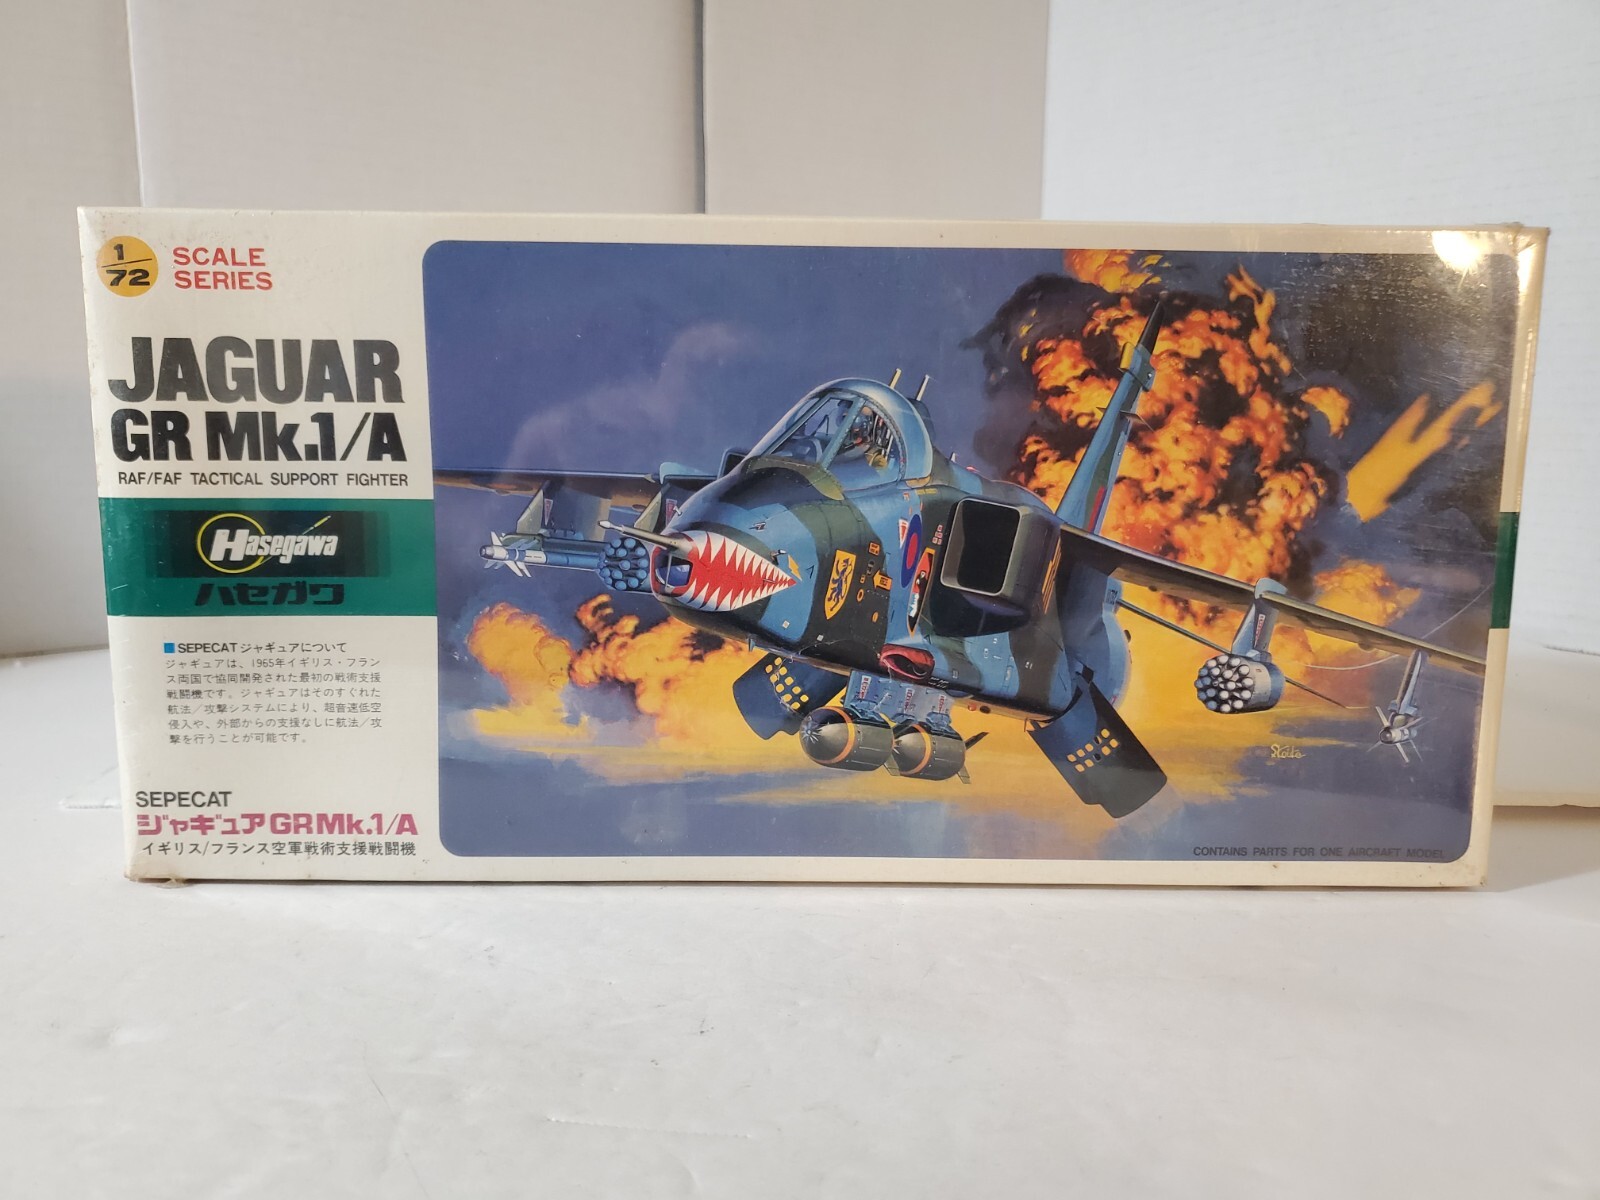 1/72
SCALE
SERIES
JAGUAR
GR Mk.1/A
RAF/FAF TACTICAL SUPPORT FIGHTER
Hasegawa
ハセガワ
■SEPECATジャギュアについて
ジャギュアは、1965年イギリス・フラン
ス両国で協同開発された最初の戦術支援
戦闘機です。ジャギュアはそのすぐれた
航法／攻撃システムにより、超音速低空
侵入や、外部からの支援なしに航法／攻
撃を行うことが可能です。
SEPECAT
ジャギュアGRMk.1/A
イギリス/フランス空軍戦術支援戦闘機
CONTAINS PARTS FOR ONE AIRCRAFT MODEL